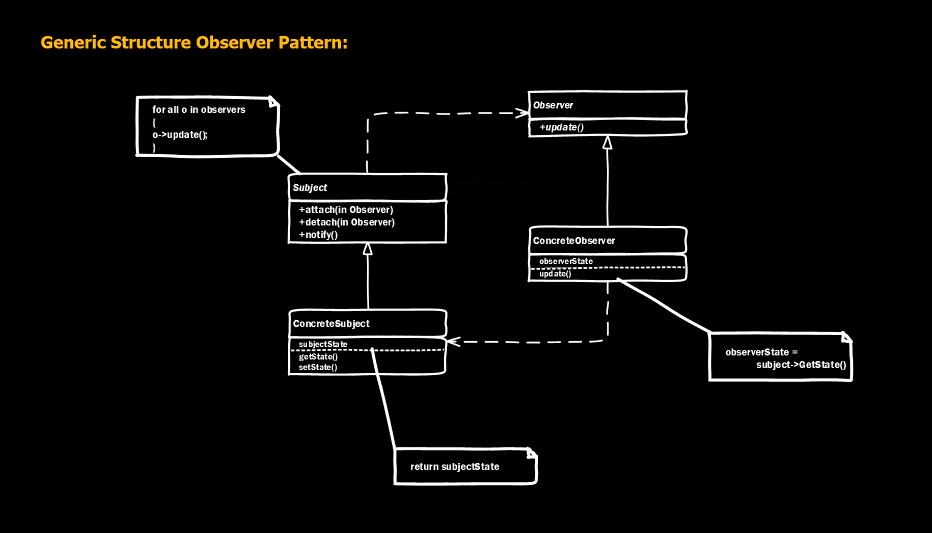 Generic Structure Observer Pattern:
for all o in observers
{
o->update();
}
Observer
+update()
Subject
+attach(in Observer)
+detach(in Observer)
+notify()
ConcreteObserver
observerState
update()
ConcreteSubject
subjectState
getState()
setState()
observerState =
subject->GetState()
return subjectState